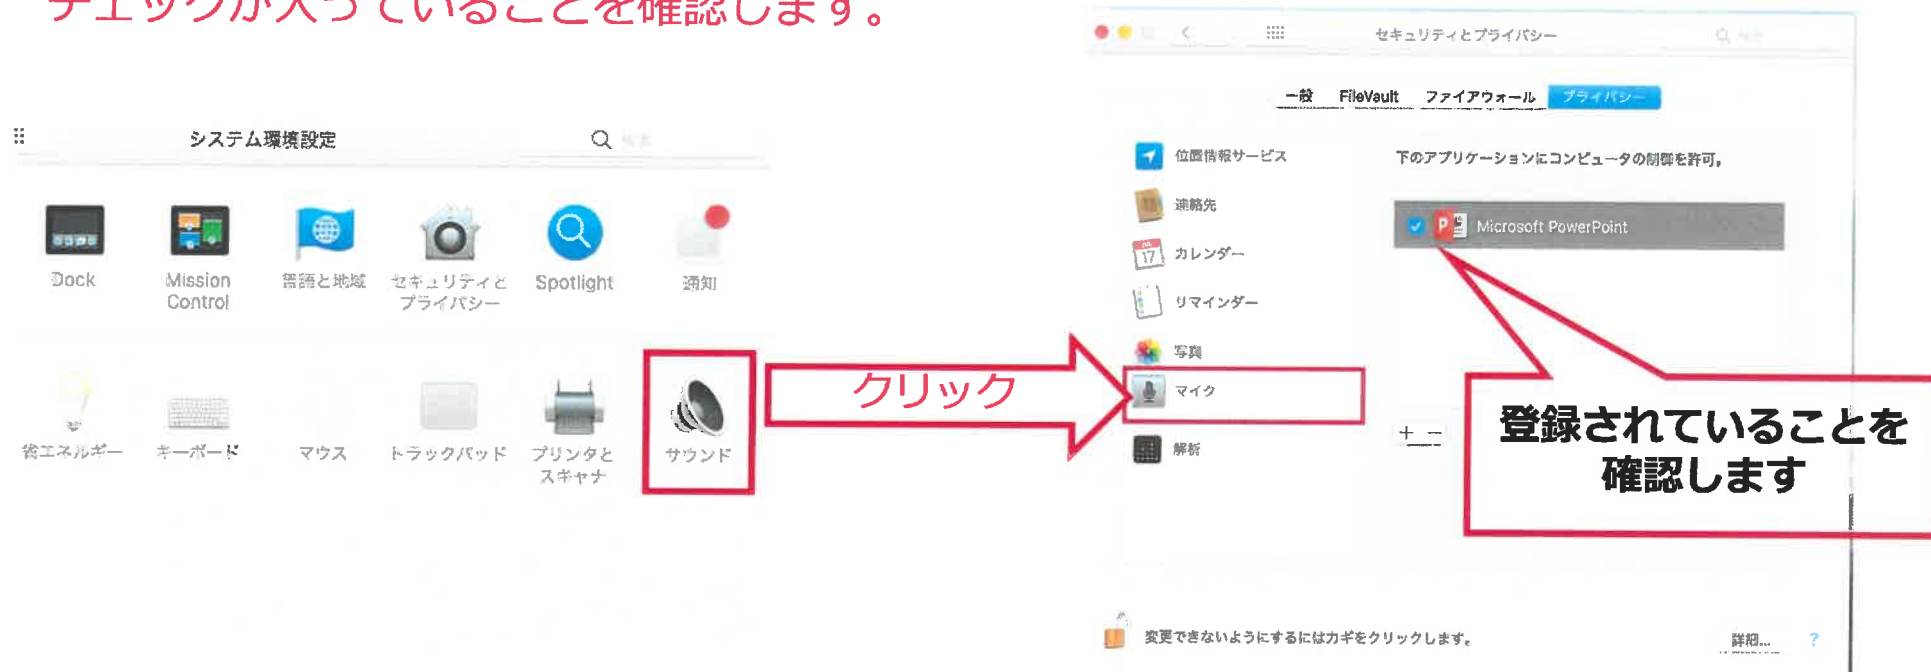 チェックが入っていることを確認します。
システム環境設定
Dock
Mission
Control
言語と地域
セキュリティと
プライバシー
Spotlight
通知
省エネルギー
キーボード
マウス
トラックパッド
プリンタと
スキャナ
サウンド
クリック
セキュリティとプライバシー
一般
FileVault
ファイアウォール
プライバシー
位置情報サービス
連絡先
カレンダー
17
リマインダー
写真
マイク
解析
下のアプリケーションにコンピュータの制御を許可。
Microsoft PowerPoint
+ −
登録されていることを
確認します
変更できないようにするにはカギをクリックします。
詳細...
?